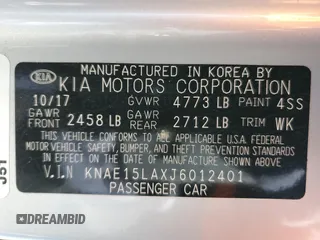 MANUFACTURED IN KOREA BY
KIA KIA MOTORS CORPORATION
10/17 GVWR 4773 LB PAINT 4SS
GAWR FRONT 2458 LB GAWR REAR 2712 LB TRIM WK
THIS VEHICLE CONFORMS TO ALL APPLICABLE U.S. FEDERAL
MOTOR VEHICLE SAFETY, BUMPER, AND THEFT PREVENTION
STANDARDS IN EFFECT ON THE DATE OF MANUFACTURE SHOWN ABOVE.
V.I.N KNAE15LAXJ6012401
PASSENGER CAR
J51
DREAMBID